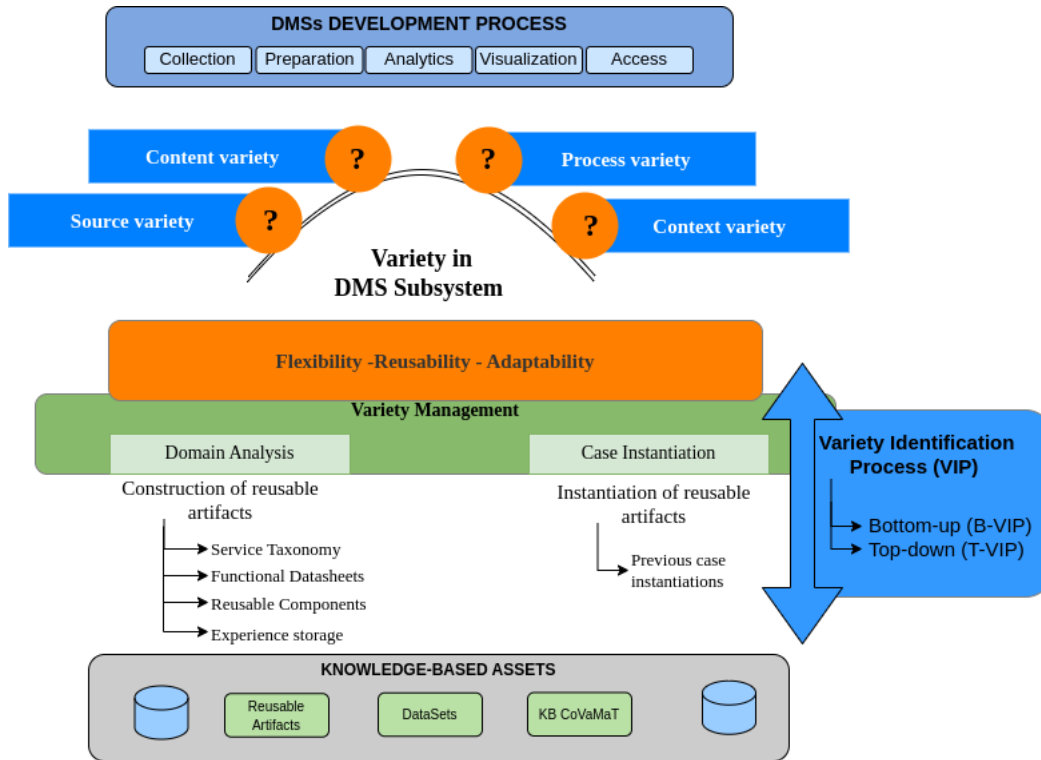 DMSs DEVELOPMENT PROCESS
Collection Preparation Analytics Visualization Access
Content variety ? ? Process variety
Source variety ? ? Context variety
Variety in
DMS Subsystem
Flexibility -Reusability - Adaptability
Variety Management
Domain Analysis
Construction of reusable
artifacts
Service Taxonomy
Functional Datasheets
Reusable Components
Experience storage
Case Instantiation
Instantiation of reusable
artifacts
Previous case
instantiations
Variety Identification
Process (VIP)
Bottom-up (B-VIP)
Top-down (T-VIP)
KNOWLEDGE-BASED ASSETS
Reusable
Artifacts
DataSets
KB CoVaMaT